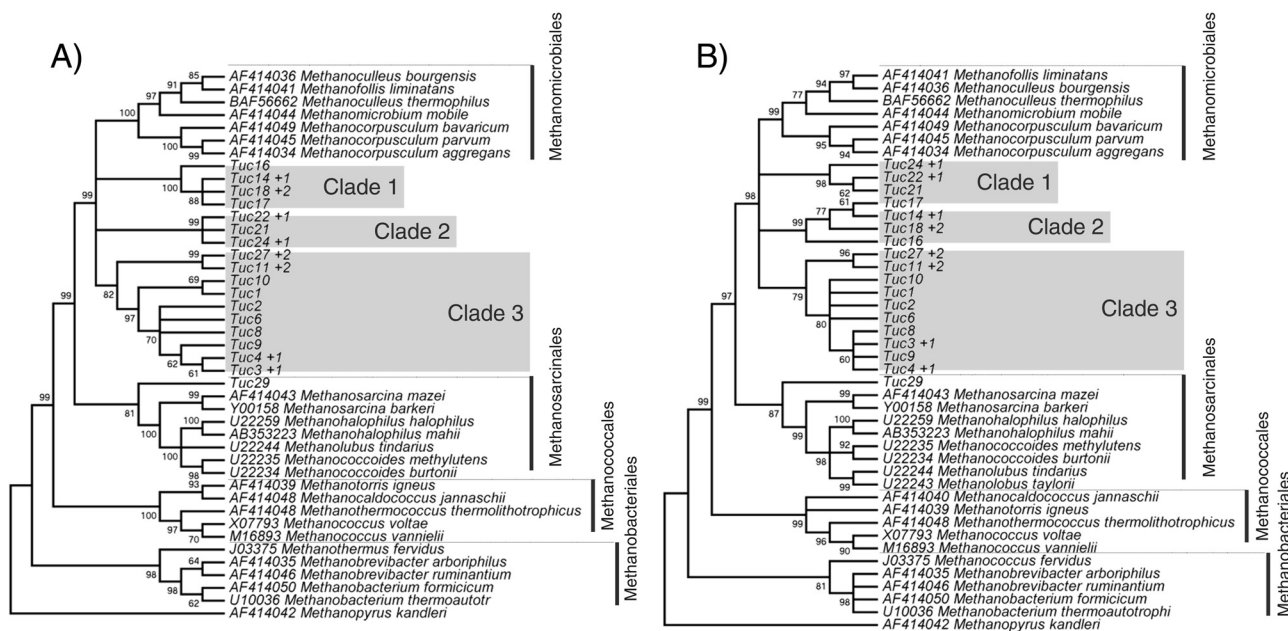 A)
85
AF414036 Methanoculleus bourgensis
91
AF414041 Methanofollis liminatans
97
BAF56662 Methanoculleus thermophilus
100
AF414044 Methanomicrobium mobile
AF414049 Methanocorpusculum bavaricum
100
AF414045 Methanocorpusculum parvum
99
AF414034 Methanocorpusculum aggregans
Methanomicrobiales
Tuc16
Tuc14 +1
100
Tuc18 +2
88
Tuc17
Clade 1
99
Tuc22 +1
99
Tuc21
Tuc24 +1
Clade 2
99
Tuc27 +2
Tuc11 +2
82
69
Tuc10
Tuc1
97
Tuc2
Tuc6
70
Tuc8
Tuc9
62
Tuc4 +1
61
Tuc3 +1
Clade 3
99
Tuc29
81
99
AF414043 Methanosarcina mazei
Y00158 Methanosarcina barkeri
100
100
U22259 Methanohalophilus halophilus
AB353223 Methanohalophilus mahii
100
U22244 Methanolubus tindarius
U22235 Methanococcoides methylutens
98
U22234 Methanococcoides burtonii
Methanosarcinales
99
93
AF414039 Methanotorris igneus
AF414048 Methanocaldococcus jannaschii
100
AF414048 Methanothermococcus thermolithotrophicus
97
X07793 Methanococcus voltae
70
M16893 Methanococcus vannielii
Methanococcales
J03375 Methanothermus fervidus
98
64
AF414035 Methanobrevibacter arboriphilus
AF414046 Methanobrevibacter ruminantium
98
AF414050 Methanobacterium formicicum
62
U10036 Methanobacterium thermoautotr
Methanobacteriales
AF414042 Methanopyrus kandleri
B)
97
AF414041 Methanofollis liminatans
94
AF414036 Methanoculleus bourgensis
77
BAF56662 Methanoculleus thermophilus
99
AF414044 Methanomicrobium mobile
AF414049 Methanocorpusculum bavaricum
95
AF414045 Methanocorpusculum parvum
94
AF414034 Methanocorpusculum aggregans
Methanomicrobiales
Tuc24 +1
98
Tuc22 +1
62
Tuc21
Clade 1
98
61
Tuc17
77
Tuc14 +1
99
Tuc18 +2
Tuc16
Clade 2
96
Tuc27 +2
Tuc11 +2
79
Tuc10
Tuc1
Tuc2
80
Tuc6
Tuc8
Tuc3 +1
60
Tuc9
Tuc4 +1
Clade 3
97
Tuc29
87
99
AF414043 Methanosarcina mazei
Y00158 Methanosarcina barkeri
99
100
U22259 Methanohalophilus halophilus
AB353223 Methanohalophilus mahii
92
U22235 Methanococcoides methylutens
98
U22234 Methanococcoides burtonii
U22244 Methanolubus tindarius
99
U22243 Methanolobus taylorii
Methanosarcinales
99
AF414040 Methanocaldococcus jannaschii
99
AF414039 Methanotorris igneus
AF414048 Methanothermococcus thermolithotrophicus
96
X07793 Methanococcus voltae
90
M16893 Methanococcus vannielii
Methanococcales
J03375 Methanococcus fervidus
81
AF414035 Methanobrevibacter arboriphilus
AF414046 Methanobrevibacter ruminantium
98
AF414050 Methanobacterium formicicum
U10036 Methanobacterium thermoautotrophi
Methanobacteriales
AF414042 Methanopyrus kandleri